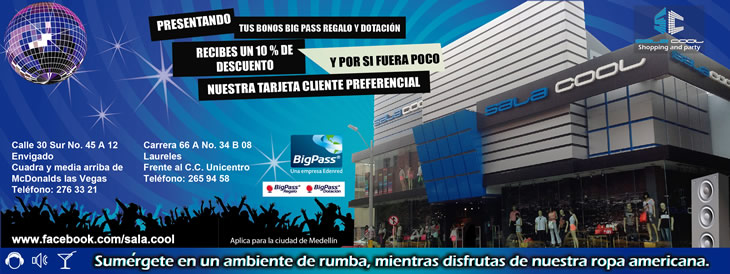 PRESENTANDO
TUS BONOS BIG PASS REGALO Y DOTACIÓN
RECIBES UN 10 % DE
DESCUENTO
Y POR SI FUERA POCO
NUESTRA TARJETA CLIENTE PREFERENCIAL
SC
SALA COOL
Shopping and party
SALA COOL
Calle 30 Sur No. 45 A 12
Envigado
Cuadra y media arriba de
McDonalds las Vegas
Teléfono: 276 33 21
Carrera 66 A No. 34 B 08
Laureles
Frente al C.C. Unicentro
Teléfono: 265 94 58
BigPass®
Una empresa Edenred
BigPass®
Regalo
BigPass®
Dotación
www.facebook.com/sala.cool
Aplica para la ciudad de Medellín
Sumérgete en un ambiente de rumba, mientras disfrutas de nuestra ropa americana.